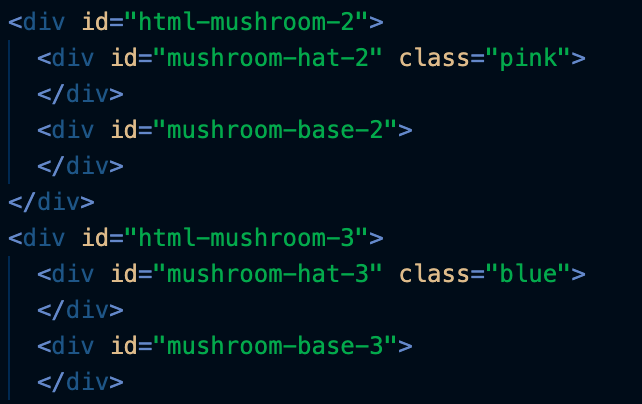 <div id="html-mushroom-2">
<div id="mushroom-hat-2" class="pink">
</div>
<div id="mushroom-base-2">
</div>
</div>
<div id="html-mushroom-3">
<div id="mushroom-hat-3" class="blue">
</div>
<div id="mushroom-base-3">
</div>